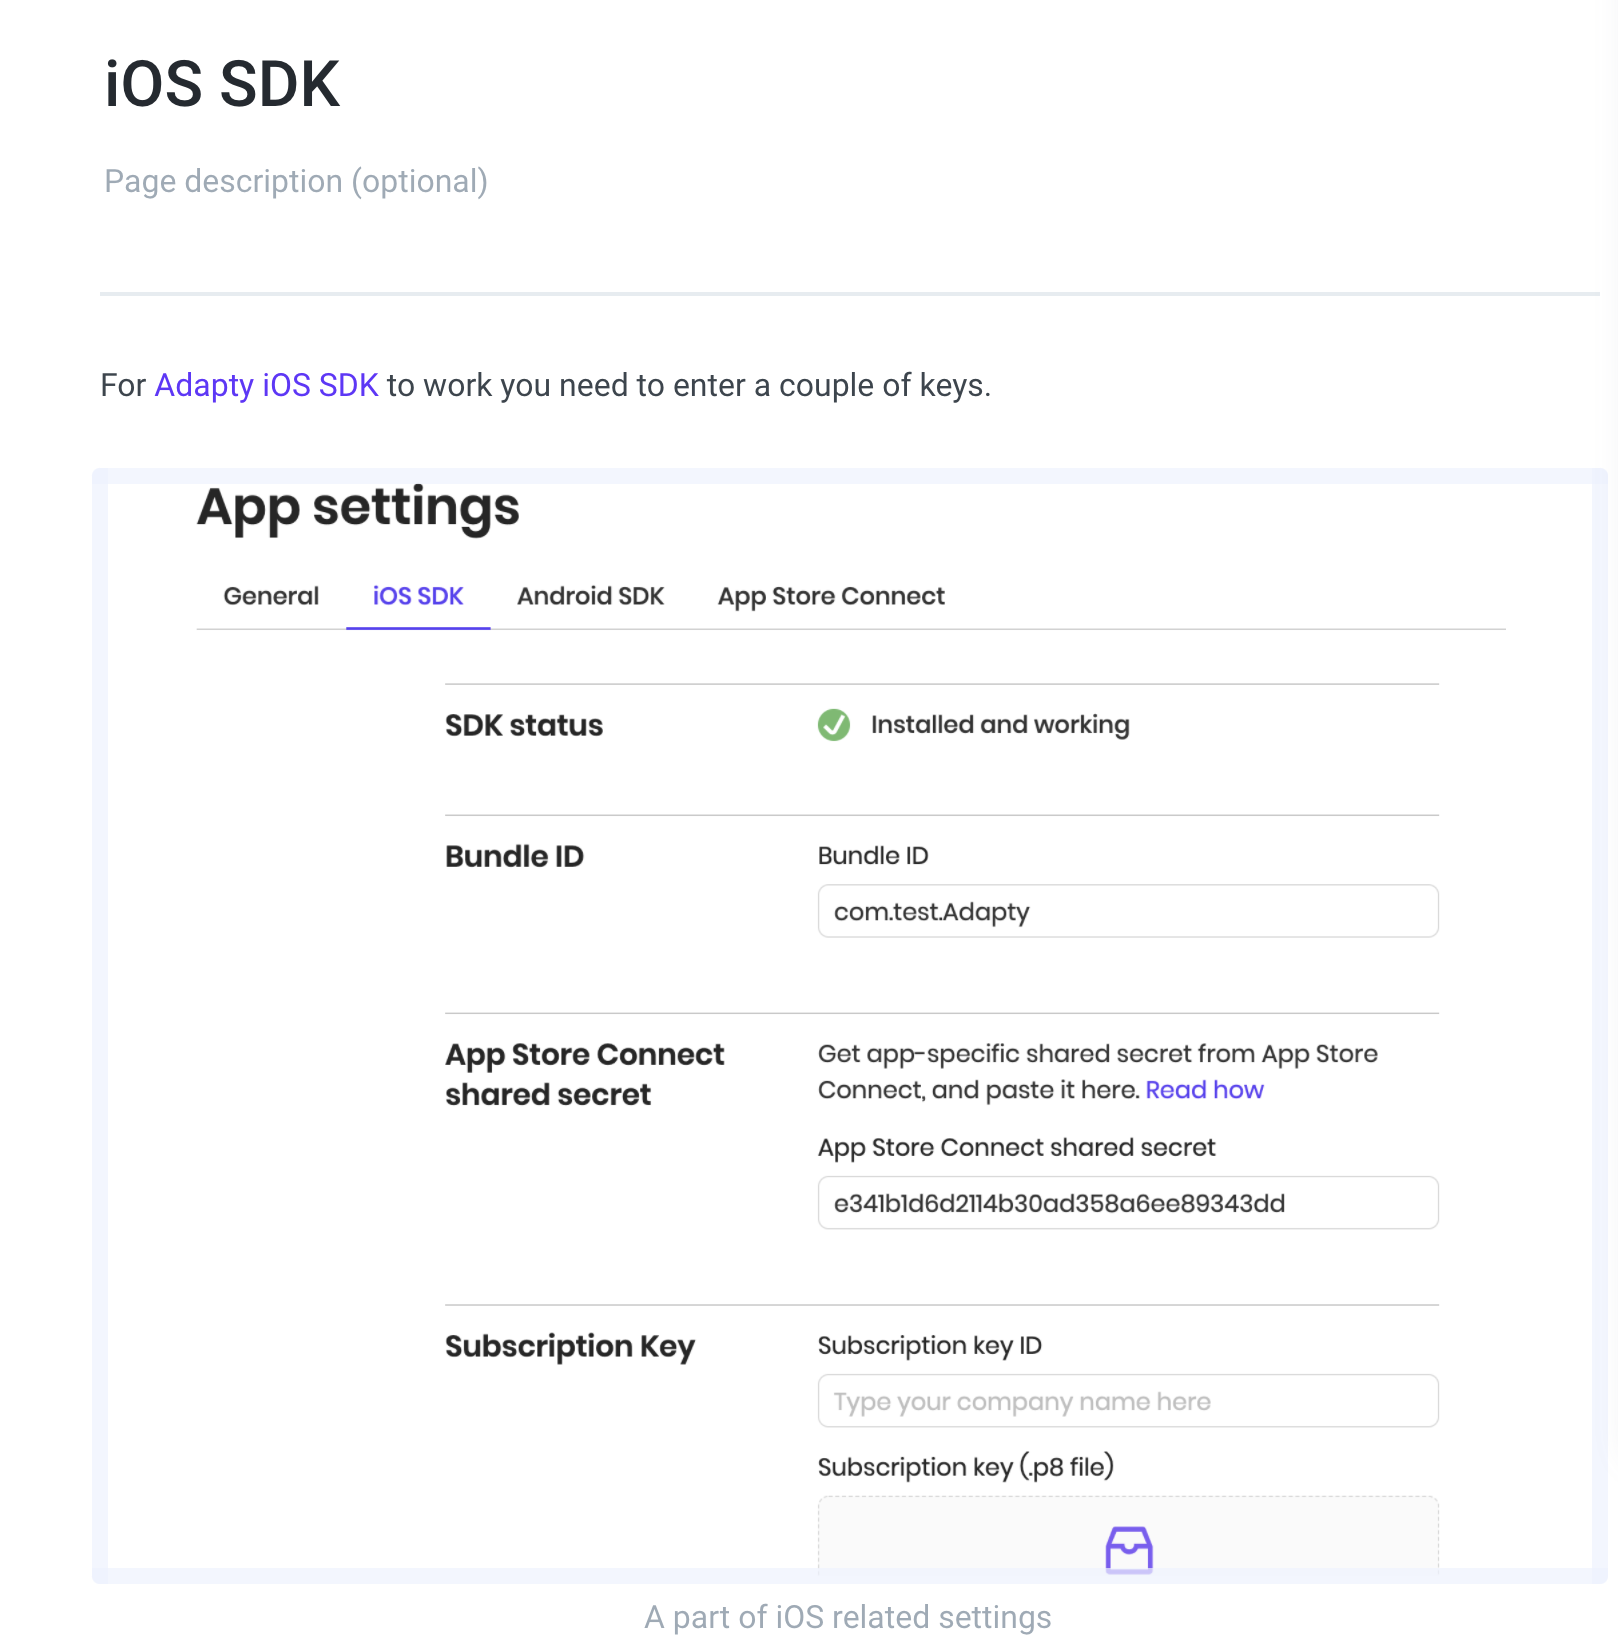 iOS SDK
Page description (optional)
For Adapty iOS SDK to work you need to enter a couple of keys.
App settings
General iOS SDK Android SDK App Store Connect
SDK status
Installed and working
Bundle ID
Bundle ID
com.test.Adapty
App Store Connect
shared secret
Get app-specific shared secret from App Store
Connect, and paste it here. Read how
App Store Connect shared secret
e341b1d6d2114b30ad358a6ee89343dd
Subscription Key
Subscription key ID
Type your company name here
Subscription key (.p8 file)
A part of iOS related settings